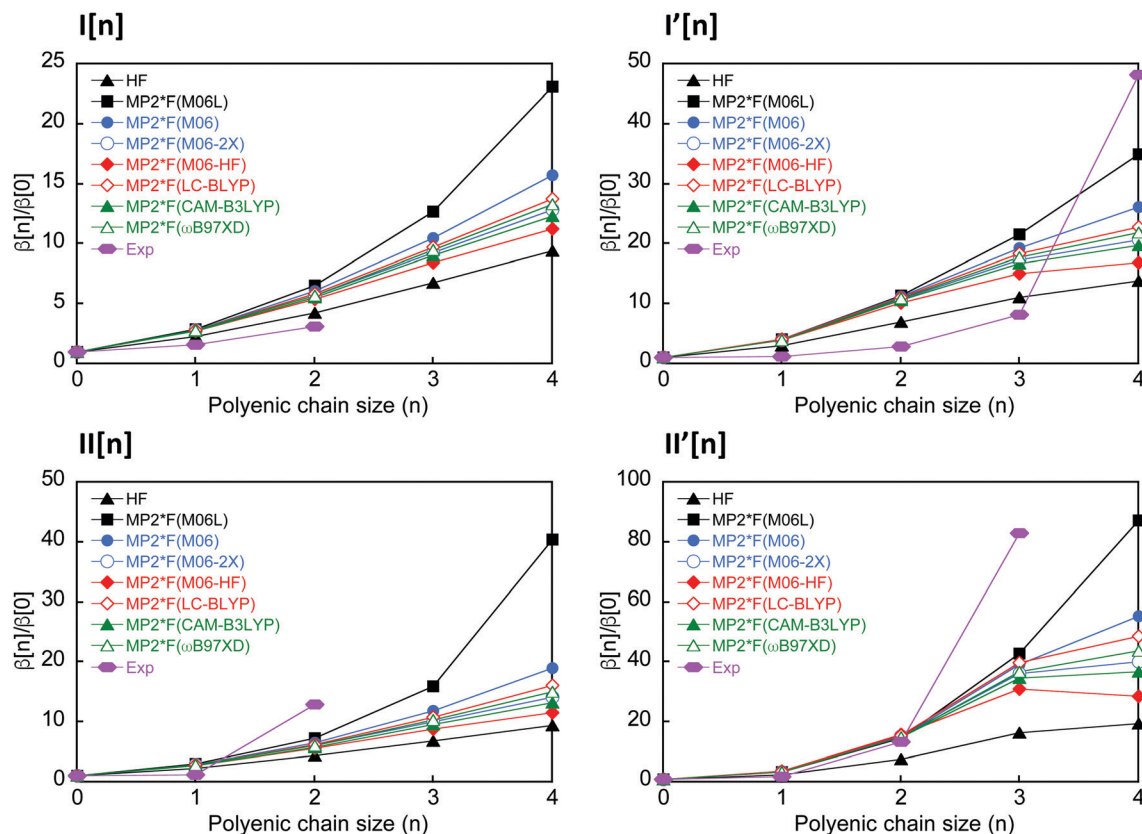 I[n]
25
20
15
10
5
0
β[n]/β[0]
HF
MP2*F(M06L)
MP2*F(M06)
MP2*F(M06-2X)
MP2*F(M06-HF)
MP2*F(LC-BLYP)
MP2*F(CAM-B3LYP)
MP2*F(ωB97XD)
Exp
0 1 2 3 4
Polyenic chain size (n)
I’[n]
50
40
30
20
10
0
β[n]/β[0]
HF
MP2*F(M06L)
MP2*F(M06)
MP2*F(M06-2X)
MP2*F(M06-HF)
MP2*F(LC-BLYP)
MP2*F(CAM-B3LYP)
MP2*F(ωB97XD)
Exp
0 1 2 3 4
Polyenic chain size (n)
II[n]
50
40
30
20
10
0
β[n]/β[0]
HF
MP2*F(M06L)
MP2*F(M06)
MP2*F(M06-2X)
MP2*F(M06-HF)
MP2*F(LC-BLYP)
MP2*F(CAM-B3LYP)
MP2*F(ωB97XD)
Exp
0 1 2 3 4
Polyenic chain size (n)
II’[n]
100
80
60
40
20
0
β[n]/β[0]
HF
MP2*F(M06L)
MP2*F(M06)
MP2*F(M06-2X)
MP2*F(M06-HF)
MP2*F(LC-BLYP)
MP2*F(CAM-B3LYP)
MP2*F(ωB97XD)
Exp
0 1 2 3 4
Polyenic chain size (n)